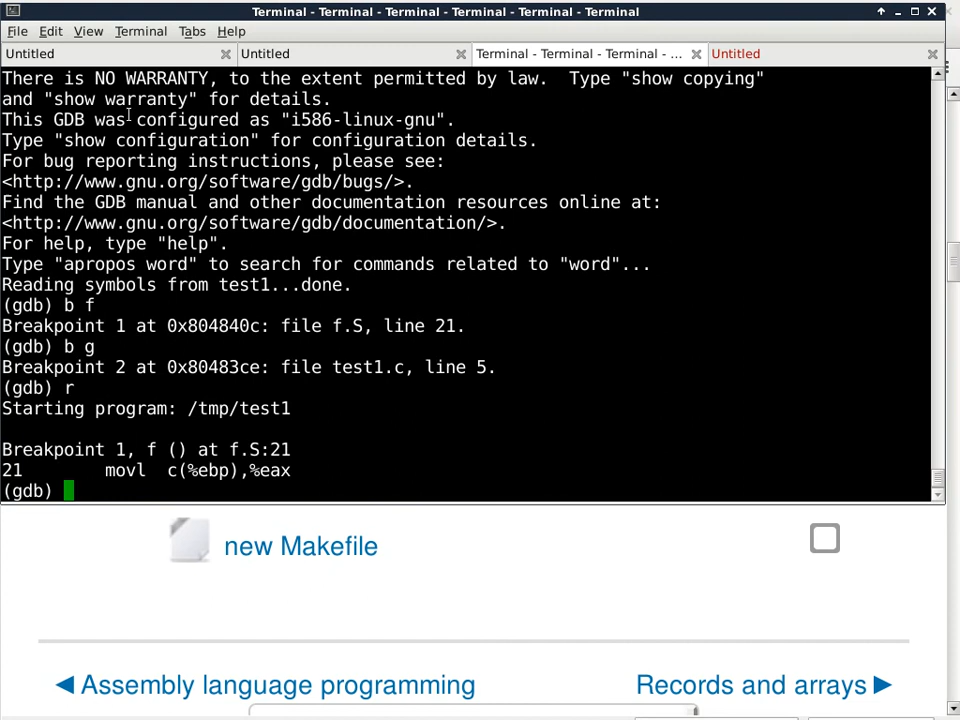 Terminal - Terminal - Terminal - Terminal - Terminal - Terminal
File Edit View Terminal Tabs Help
Untitled Untitled Terminal - Terminal - Terminal - ... Untitled
There is NO WARRANTY, to the extent permitted by law.  Type "show copying"
and "show warranty" for details.
This GDB was configured as "i586-linux-gnu".
Type "show configuration" for configuration details.
For bug reporting instructions, please see:
<http://www.gnu.org/software/gdb/bugs/>.
Find the GDB manual and other documentation resources online at:
<http://www.gnu.org/software/gdb/documentation/>.
For help, type "help".
Type "apropos word" to search for commands related to "word"...
Reading symbols from test1...done.
(gdb) b f
Breakpoint 1 at 0x804840c: file f.S, line 21.
(gdb) b g
Breakpoint 2 at 0x80483ce: file test1.c, line 5.
(gdb) r
Starting program: /tmp/test1
Breakpoint 1, f () at f.S:21
21        movl  c(%ebp),%eax
(gdb)
new Makefile
◀ Assembly language programming
Records and arrays ▶